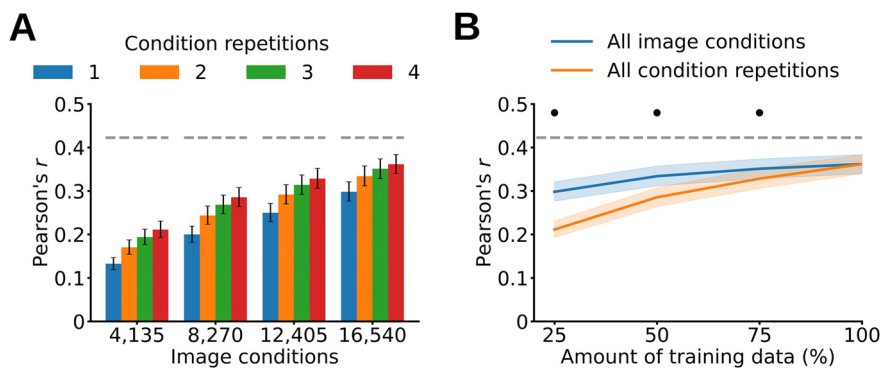 A
Condition repetitions
1 2 3 4
Pearson's r
0.5
0.4
0.3
0.2
0.1
0
4,135 8,270 12,405 16,540
Image conditions
B
All image conditions
All condition repetitions
Pearson's r
0.5
0.4
0.3
0.2
0.1
0
25 50 75 100
Amount of training data (%)